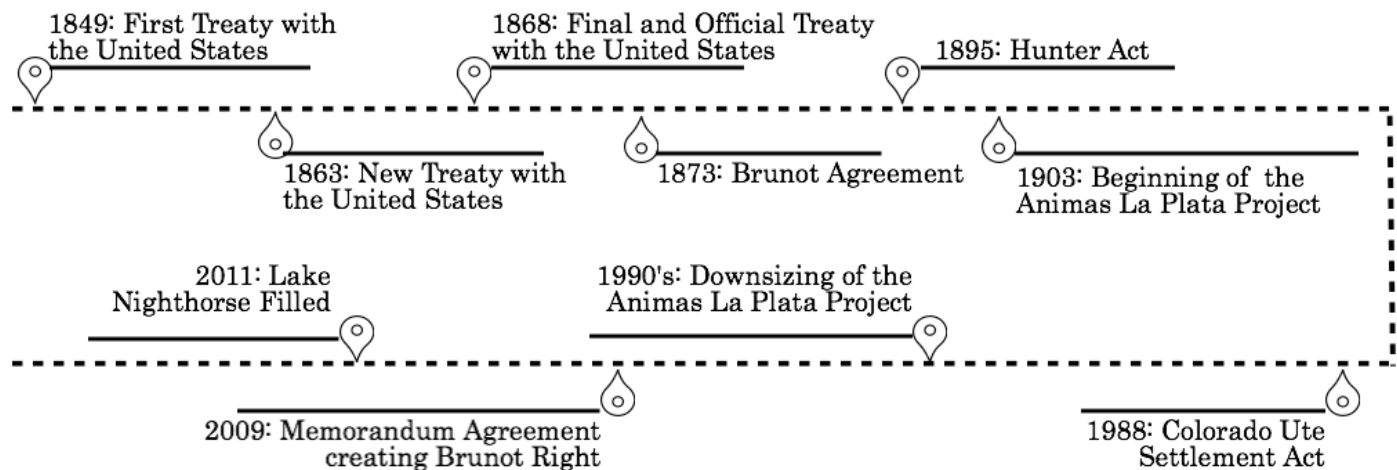 1849: First Treaty with
the United States
1863: New Treaty with
the United States
1868: Final and Official Treaty
with the United States
1873: Brunot Agreement
1895: Hunter Act
1903: Beginning of the
Animas La Plata Project
1988: Colorado Ute
Settlement Act
1990's: Downsizing of the
Animas La Plata Project
2009: Memorandum Agreement
creating Brunot Right
2011: Lake
Nighthorse Filled